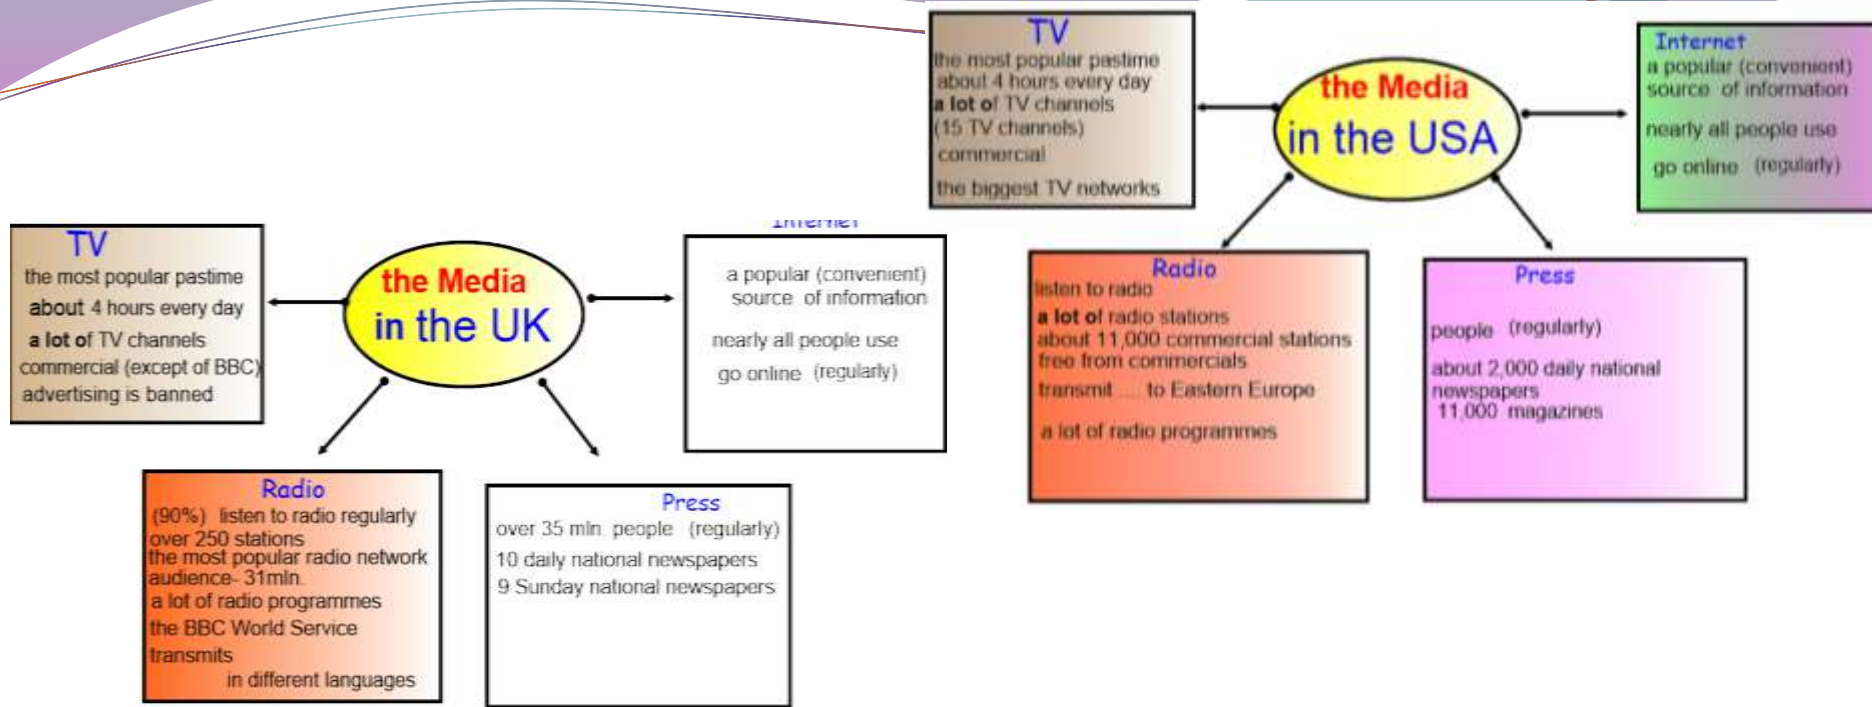 the Media
in the UK
TV
the most popular pastime
about 4 hours every day
a lot of TV channels
commercial (except of BBC)
advertising is banned
Internet
a popular (convenient)
source of information
nearly all people use
go online (regularly)
Radio
(90%) listen to radio regularly
over 250 stations
the most popular radio network
audience- 31mln.
a lot of radio programmes
the BBC World Service
transmits
in different languages
Press
over 35 mln. people (regularly)
10 daily national newspapers
9 Sunday national newspapers
the Media
in the USA
TV
the most popular pastime
about 4 hours every day
a lot of TV channels
(15 TV channels)
commercial
the biggest TV networks
Internet
a popular (convenient)
source of information
nearly all people use
go online (regularly)
Radio
listen to radio
a lot of radio stations
about 11,000 commercial stations
free from commercials
transmit .... to Eastern Europe
a lot of radio programmes
Press
people (regularly)
about 2,000 daily national
newspapers
11,000 magazines